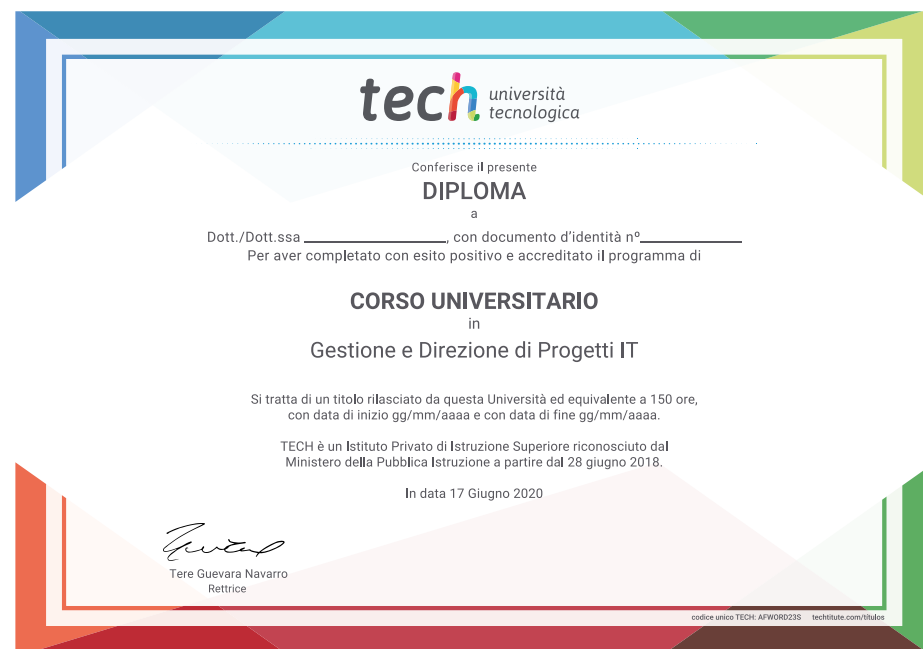 tech università
tecnologica
Conferisce il presente
DIPLOMA
a
Dott./Dott.ssa ____________________, con documento d'identità nº______________
Per aver completato con esito positivo e accreditato il programma di
CORSO UNIVERSITARIO
in
Gestione e Direzione di Progetti IT
Si tratta di un titolo rilasciato da questa Università ed equivalente a 150 ore,
con data di inizio gg/mm/aaaa e con data di fine gg/mm/aaaa.
TECH è un Istituto Privato di Istruzione Superiore riconosciuto dal
Ministero della Pubblica Istruzione a partire dal 28 giugno 2018.
In data 17 Giugno 2020
Tere Guevara Navarro
Rettrice
codice unico TECH: AFWORD23S techtitute.com/titulos